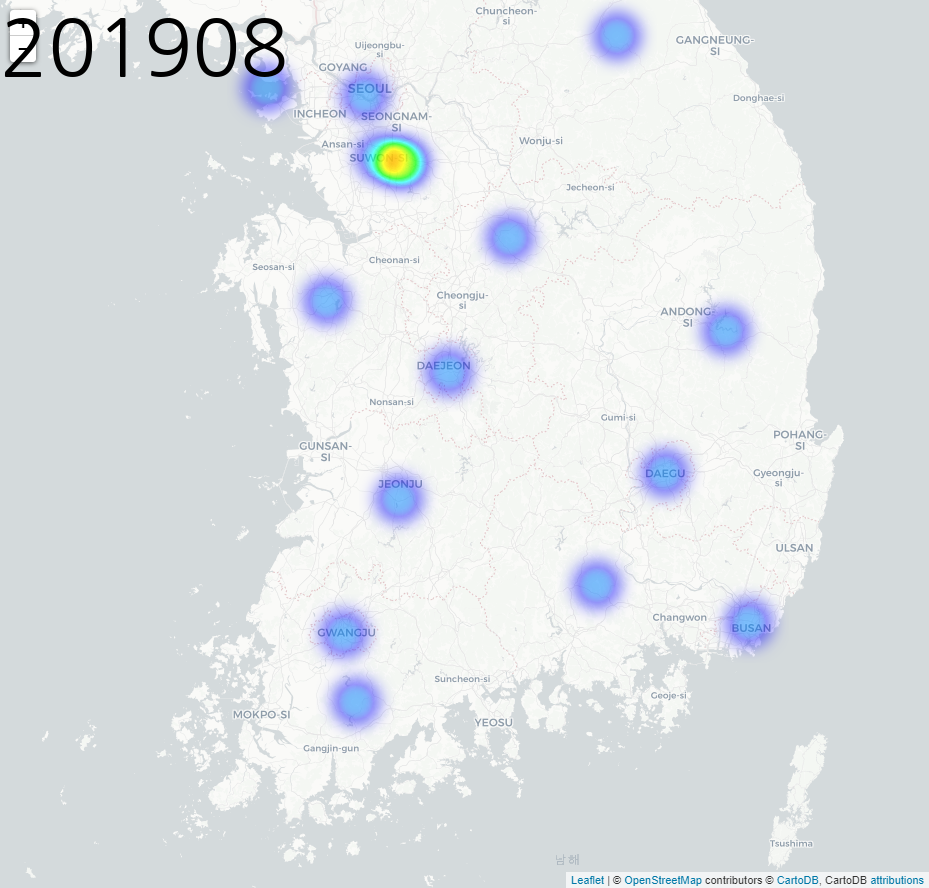 201908
+
−
Chuncheon-
si
GANGNEUNG-
SI
Uijeongbu-
si
GOYANG
SEOUL
Donghae-si
INCHEON
SEONGNAM-
SI
Ansan-si
Wonju-si
SUWON-SI
Jecheon-si
Cheonan-si
Seosan-si
Cheongju-
si
ANDONG-
SI
DAEJEON
Nonsan-si
Gumi-si
POHANG-
SI
GUNSAN-
SI
DAEGU
Gyeongju-
si
JEONJU
ULSAN
Changwon
BUSAN
GWANGJU
Suncheon-si
Geoje-si
MOKPO-SI
YEOSU
Gangjin-gun
Tsushima
남해
Leaflet | © OpenStreetMap contributors © CartoDB, CartoDB attributions